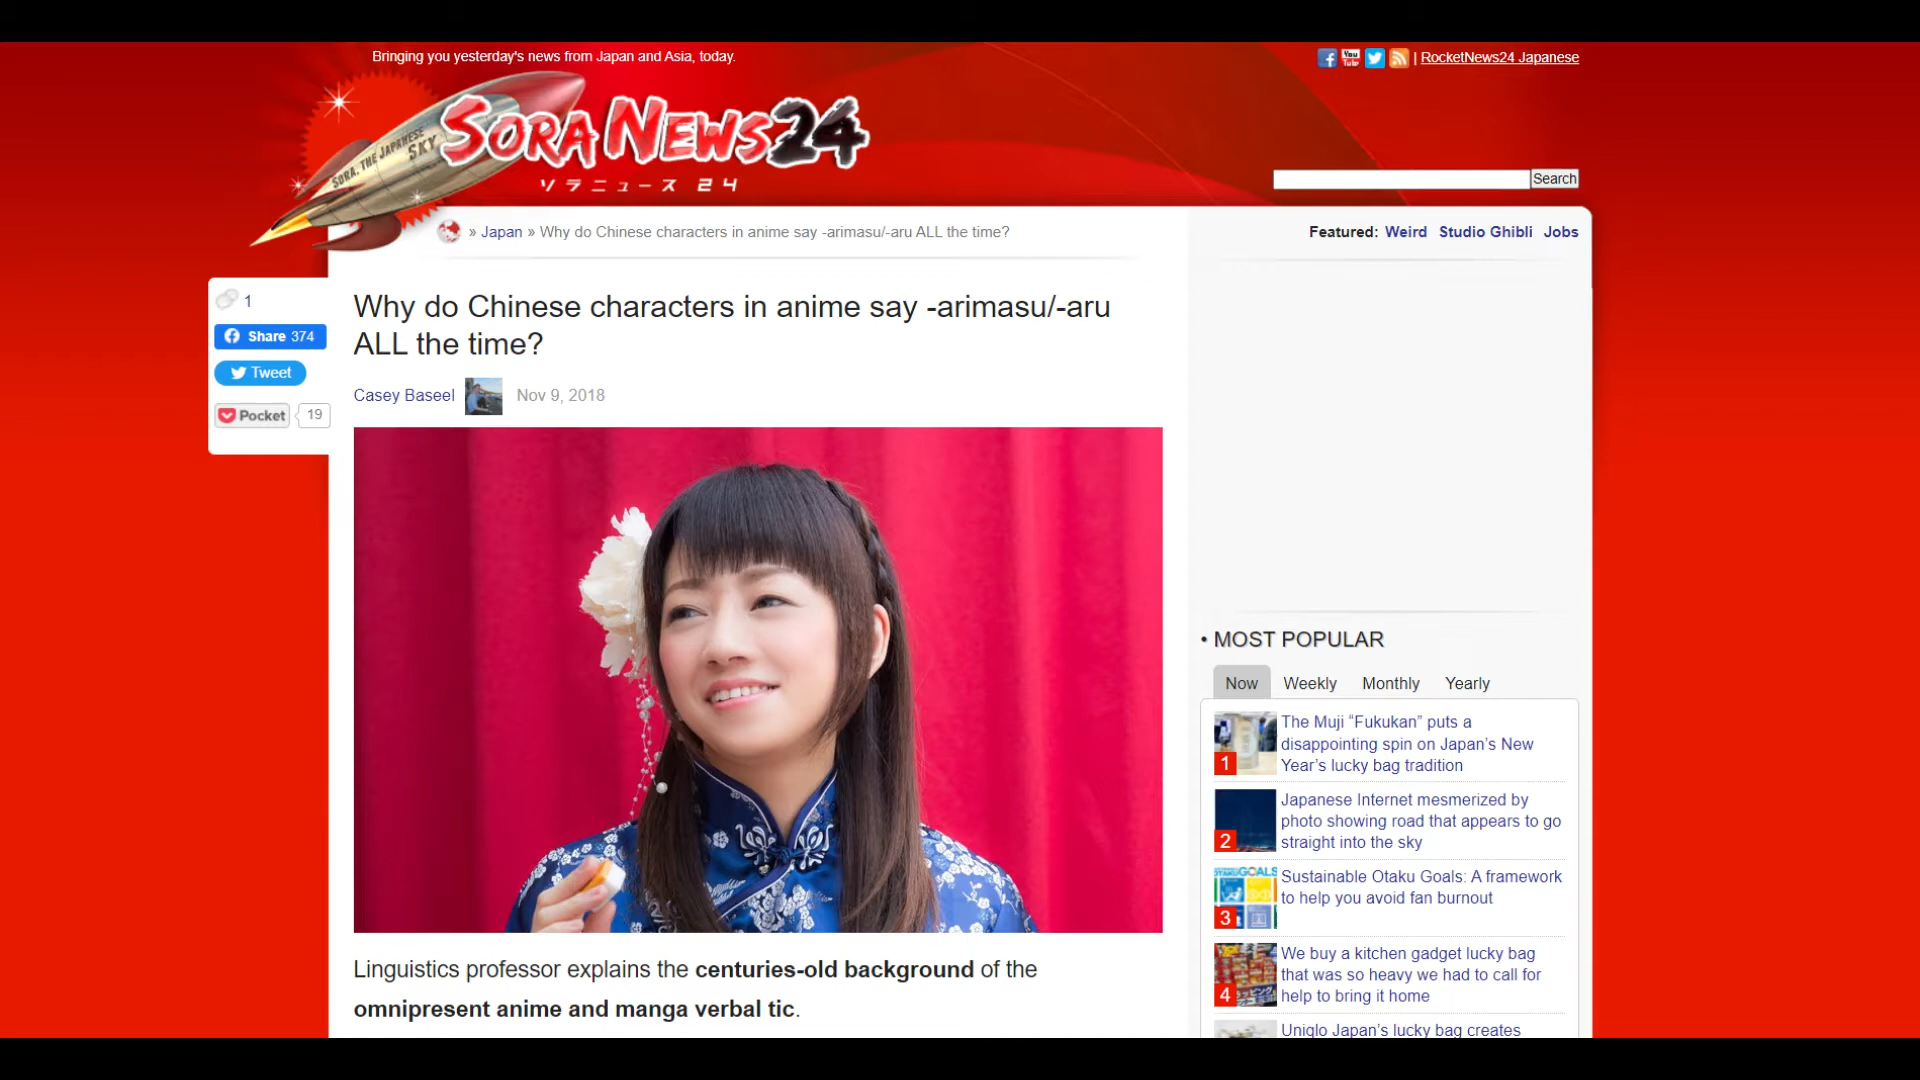 Bringing you yesterday's news from Japan and Asia, today.
| RocketNews24 Japanese
SORA. THE JAPANESE SKY
SORA NEWS24
ソラニュース 24
Search
» Japan » Why do Chinese characters in anime say -arimasu/-aru ALL the time?
Featured: Weird Studio Ghibli Jobs
1
Share 374
Tweet
Pocket 19
Why do Chinese characters in anime say -arimasu/-aru
ALL the time?
Casey Baseel Nov 9, 2018
Linguistics professor explains the centuries-old background of the
omnipresent anime and manga verbal tic.
• MOST POPULAR
Now Weekly Monthly Yearly
1
The Muji “Fukukan” puts a
disappointing spin on Japan’s New
Year’s lucky bag tradition
2
Japanese Internet mesmerized by
photo showing road that appears to go
straight into the sky
3
Sustainable Otaku Goals: A framework
to help you avoid fan burnout
4
We buy a kitchen gadget lucky bag
that was so heavy we had to call for
help to bring it home
Uniqlo Japan’s lucky bag creates